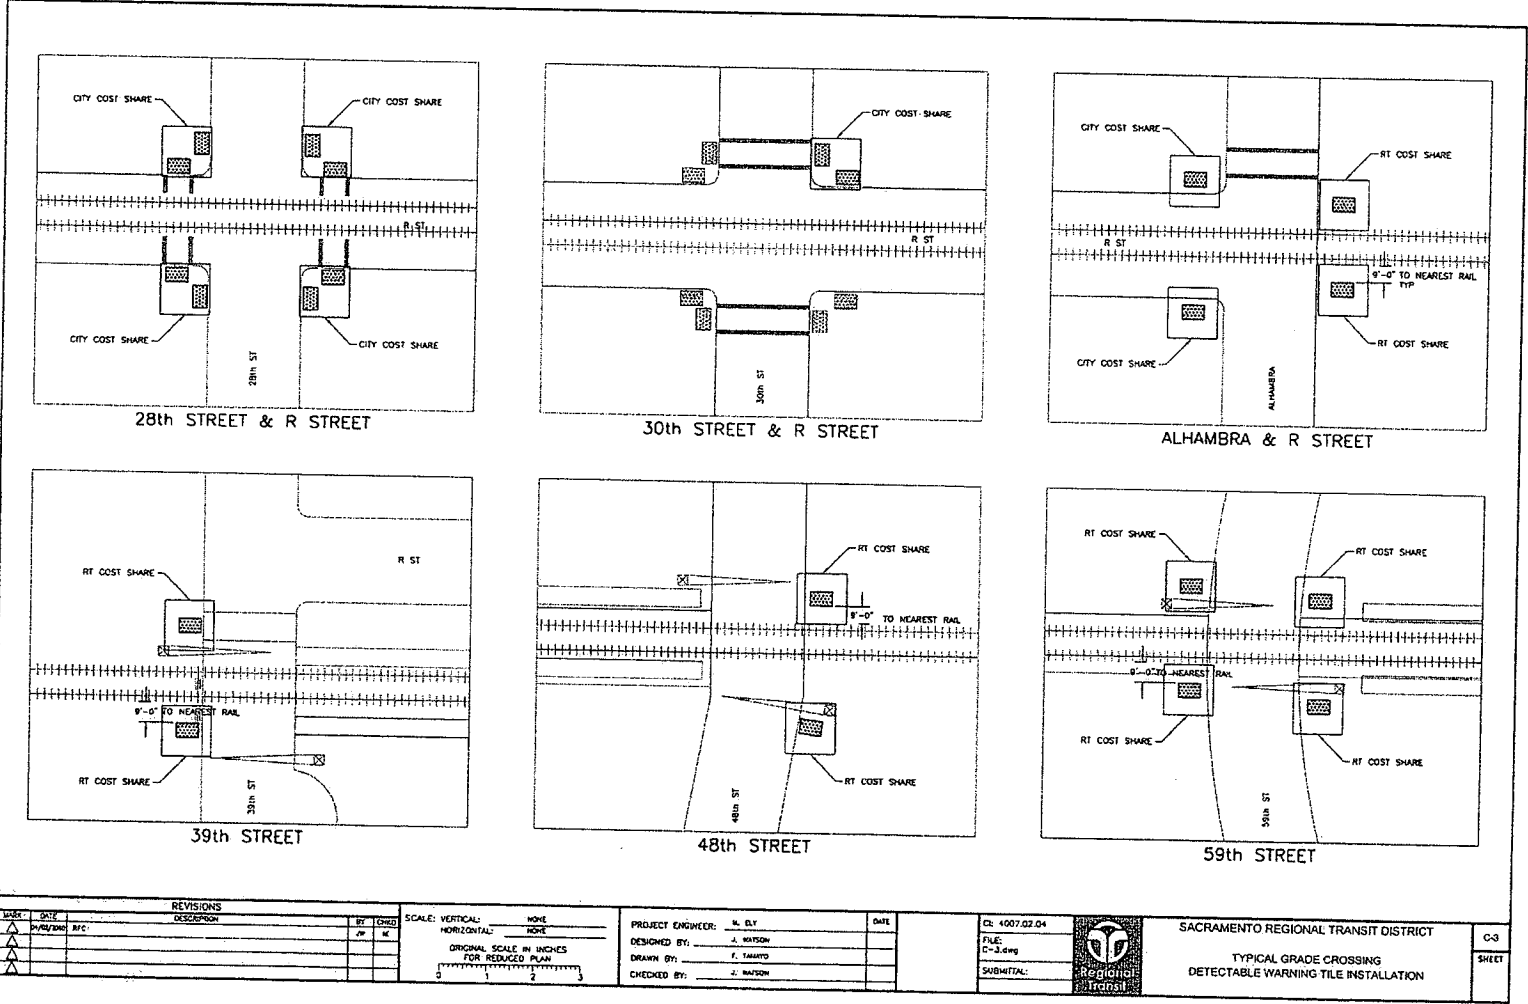 CITY COST SHARE
CITY COST SHARE
R ST
CITY COST SHARE
CITY COST SHARE
28th ST
28th STREET & R STREET
CITY COST SHARE
R ST
30th ST
30th STREET & R STREET
CITY COST SHARE
RT COST SHARE
R ST
9'-0" TO NEAREST RAIL
TYP
RT COST SHARE
CITY COST SHARE
ALHAMBRA
ALHAMBRA & R STREET
R ST
RT COST SHARE
9'-0" TO NEAREST RAIL
RT COST SHARE
39th ST
39th STREET
RT COST SHARE
9'-0" TO NEAREST RAIL
RT COST SHARE
48th ST
48th STREET
RT COST SHARE
RT COST SHARE
9'-0" TO NEAREST RAIL
RT COST SHARE
RT COST SHARE
59th ST
59th STREET
REVISIONS
MARK DATE DESCRIPTION BY CHKD
RFC JW
SCALE: VERTICAL: NONE
HORIZONTAL: NONE
ORIGINAL SCALE IN INCHES
FOR REDUCED PLAN
0 1 2 3
PROJECT ENGINEER: M. ELY DATE
DESIGNED BY: J. WATSON
DRAWN BY: F. TAMAYO
CHECKED BY: J. WATSON
CL: 4007.02.04
FILE:
C-3.dwg
SUBMITTAL:
Regional
Transit
SACRAMENTO REGIONAL TRANSIT DISTRICT
TYPICAL GRADE CROSSING
DETECTABLE WARNING TILE INSTALLATION
C-3
SHEET